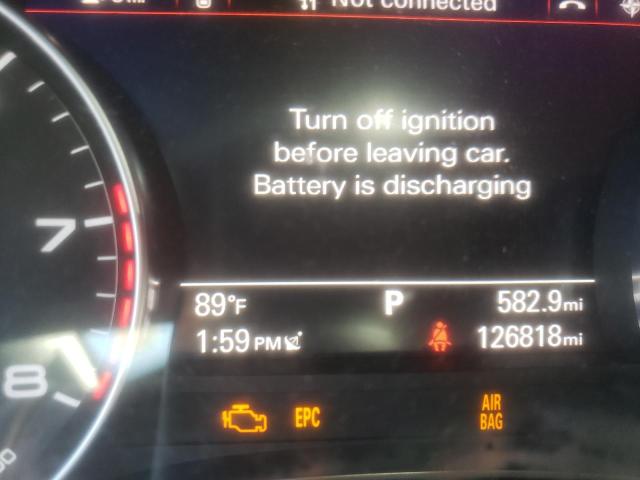 Not connected
Turn off ignition
before leaving car.
Battery is discharging
7
8
89°F
P
582.9mi
1:59 PM
126818mi
EPC
AIR
BAG